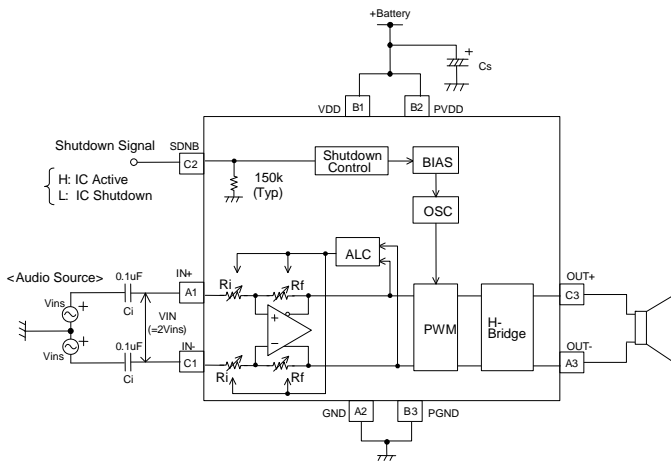 +Battery
+
Cs
VDD
B1
B2
PVDD
Shutdown Signal
SDNB
C2
H: IC Active
L: IC Shutdown
150k
(Typ)
Shutdown
Control
BIAS
OSC
ALC
<Audio Source>
0.1uF
Ci
IN+
A1
Ri
Rf
Vins
+
VIN
(=2Vins)
+
−
Vins
+
0.1uF
Ci
IN-
C1
Ri
Rf
PWM
H-
Bridge
OUT+
C3
OUT-
A3
GND
A2
B3
PGND